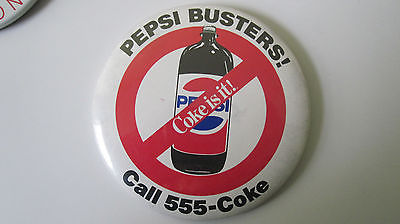 PEPSI BUSTERS!
PEPSI
Coke is it!
Call 555-Coke